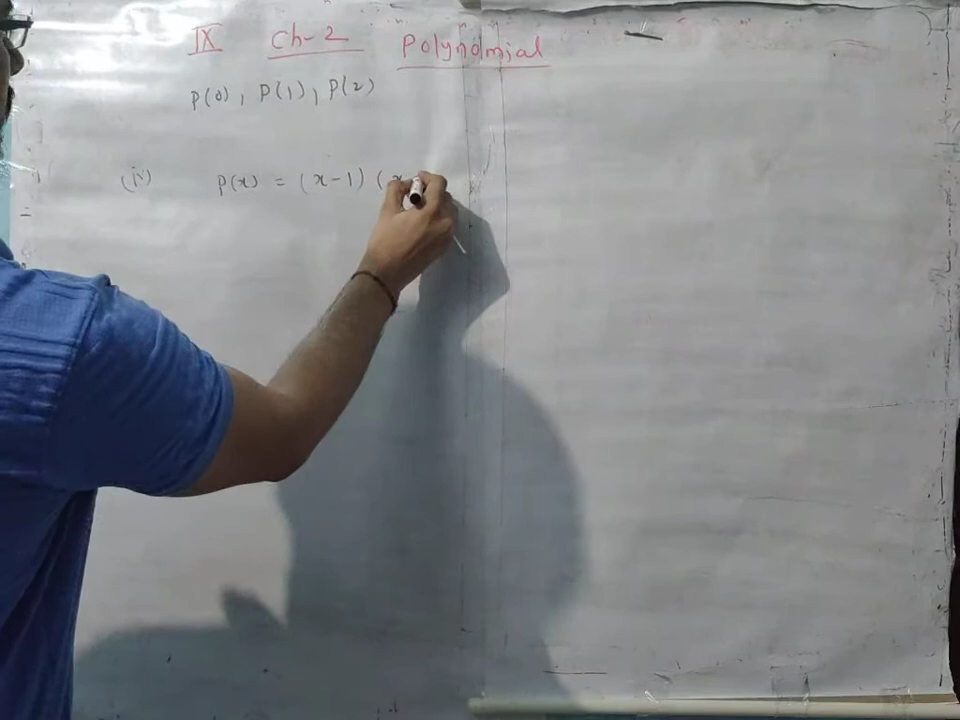 IX Ch-2 Polynomial
P(0), P(1), P(2)
(iv) P(x) = (x-1) (x